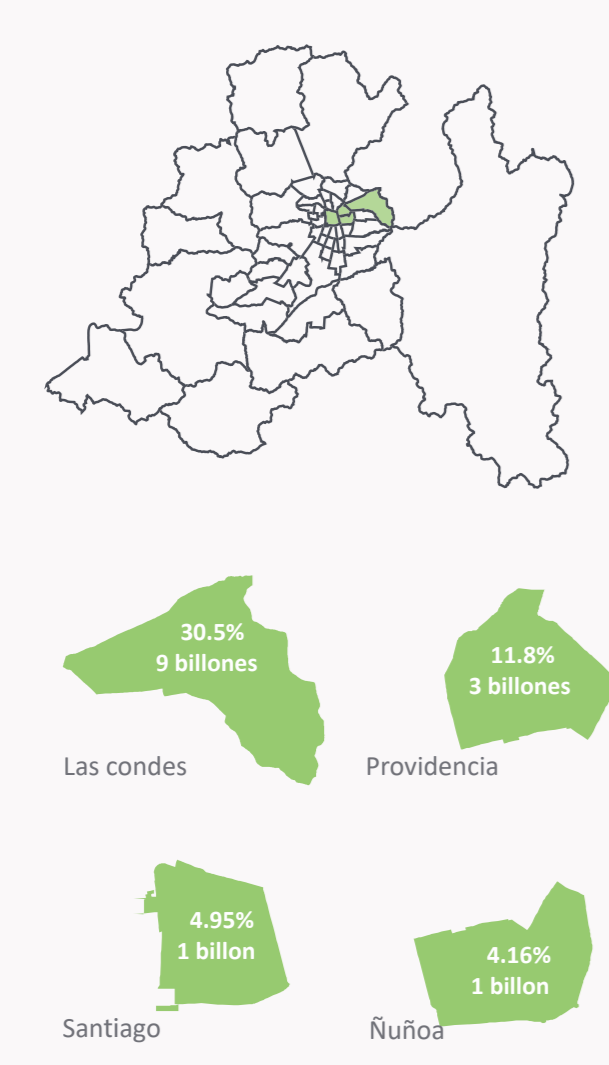 30.5%
9 billones
Las condes
11.8%
3 billones
Providencia
4.95%
1 billon
Santiago
4.16%
1 billon
Ñuñoa